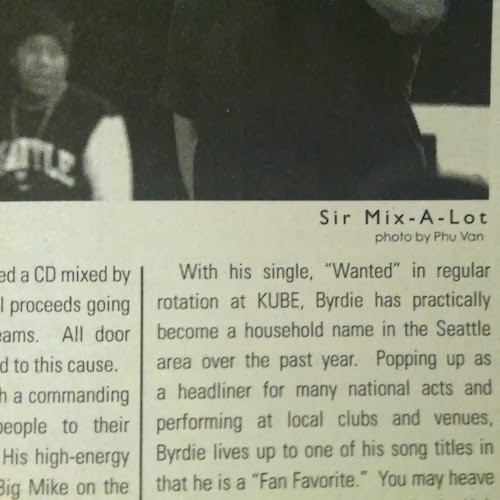 ATTLE
Sir Mix-A-Lot
photo by Phu Van
ed a CD mixed by
l proceeds going
eams. All door
d to this cause.
h a commanding
people to their
His high-energy
Big Mike on the
With his single, “Wanted” in regular
rotation at KUBE, Byrdie has practically
become a household name in the Seattle
area over the past year. Popping up as
a headliner for many national acts and
performing at local clubs and venues,
Byrdie lives up to one of his song titles in
that he is a “Fan Favorite.” You may heave